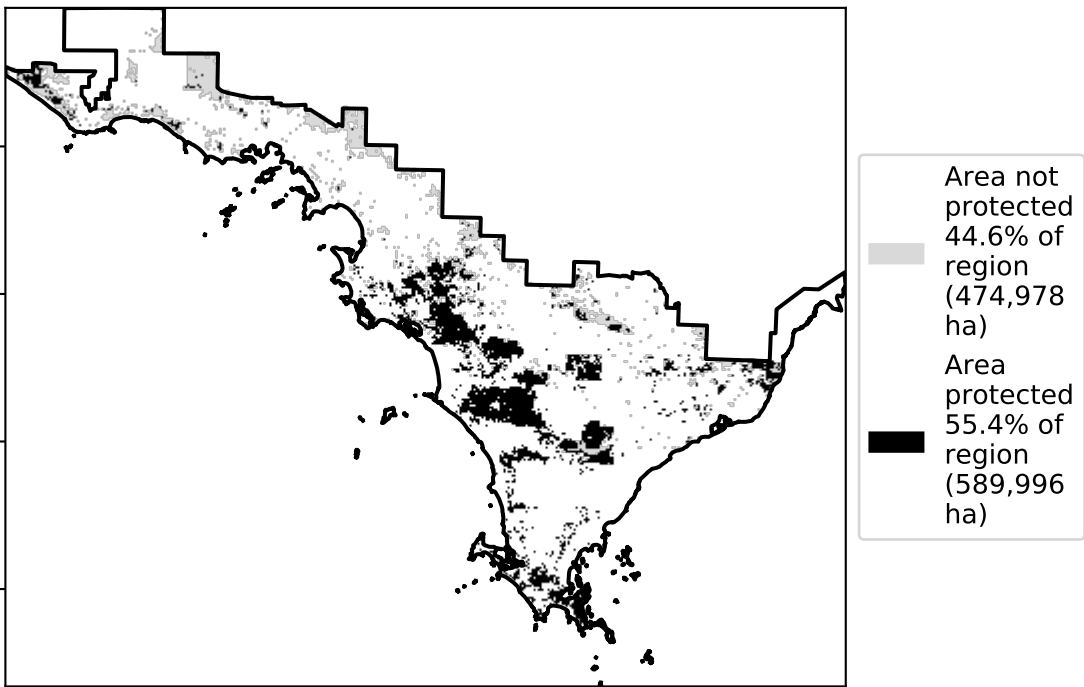 Area not
protected
44.6% of
region
(474,978
ha)
Area
protected
55.4% of
region
(589,996
ha)